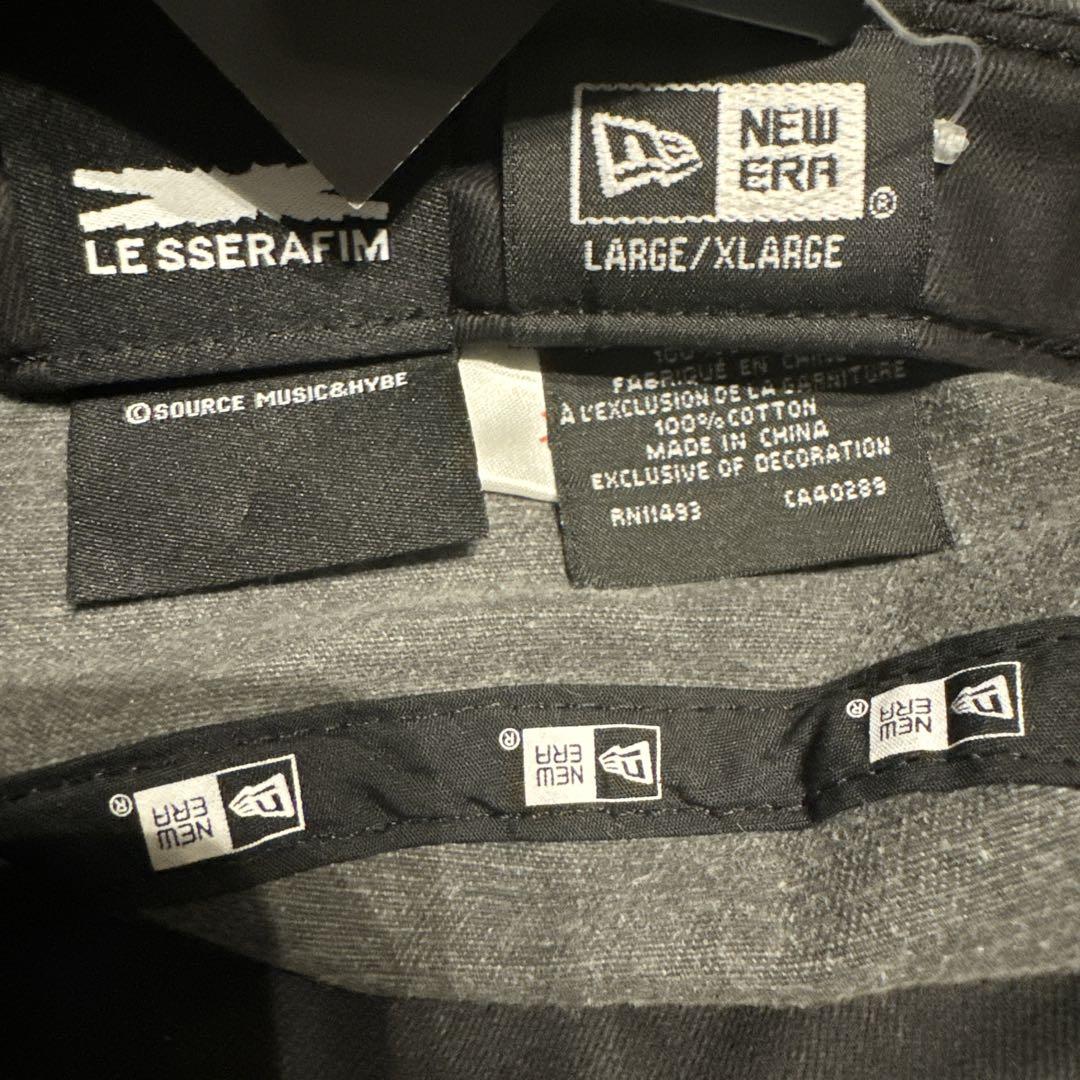 LE SSERAFIM
NEW
ERA
®
LARGE/XLARGE
©SOURCE MUSIC&HYBE
FABRIQUÉ EN CHINE
À L'EXCLUSION DE LA GARNITURE
100% COTTON
MADE IN CHINA
EXCLUSIVE OF DECORATION
RN11493 CA40289
NEW
ERA
®
NEW
ERA
®
NEW
ERA
®